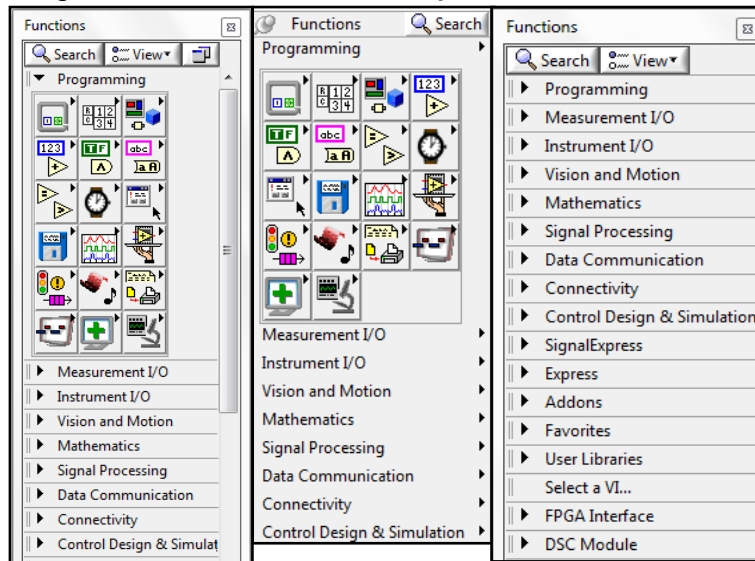 Functions
Search View
Programming
Measurement I/O
Instrument I/O
Vision and Motion
Mathematics
Signal Processing
Data Communication
Connectivity
Control Design & Simulat
Functions Search
Programming
Measurement I/O
Instrument I/O
Vision and Motion
Mathematics
Signal Processing
Data Communication
Connectivity
Control Design & Simulation
Functions
Search View
Programming
Measurement I/O
Instrument I/O
Vision and Motion
Mathematics
Signal Processing
Data Communication
Connectivity
Control Design & Simulation
SignalExpress
Express
Addons
Favorites
User Libraries
Select a VI...
FPGA Interface
DSC Module